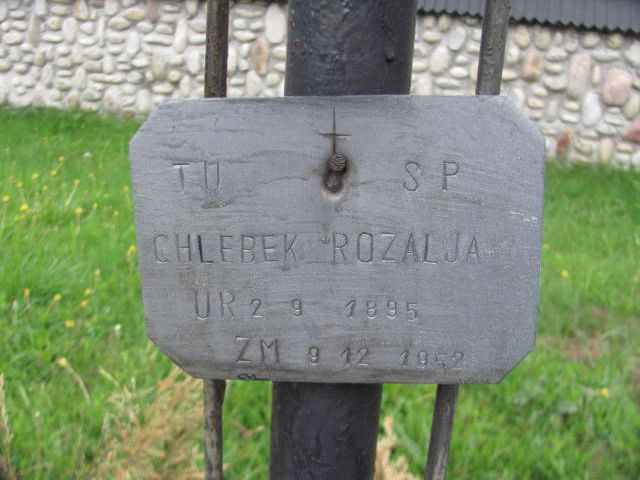 TU SP
CHLEBEK ROZALJA
UR 2 9 1895
ZM 9 12 1952